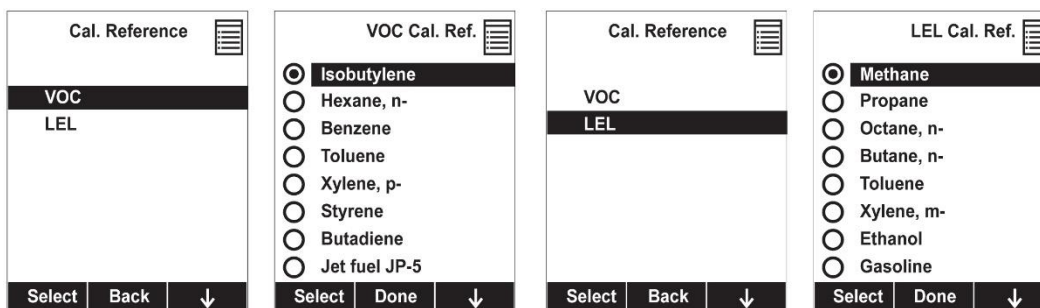 Cal. Reference
VOC
LEL
Select Back ↓
VOC Cal. Ref.
Isobutylene
Hexane, n-
Benzene
Toluene
Xylene, p-
Styrene
Butadiene
Jet fuel JP-5
Select Done ↓
Cal. Reference
VOC
LEL
Select Back ↓
LEL Cal. Ref.
Methane
Propane
Octane, n-
Butane, n-
Toluene
Xylene, m-
Ethanol
Gasoline
Select Done ↓